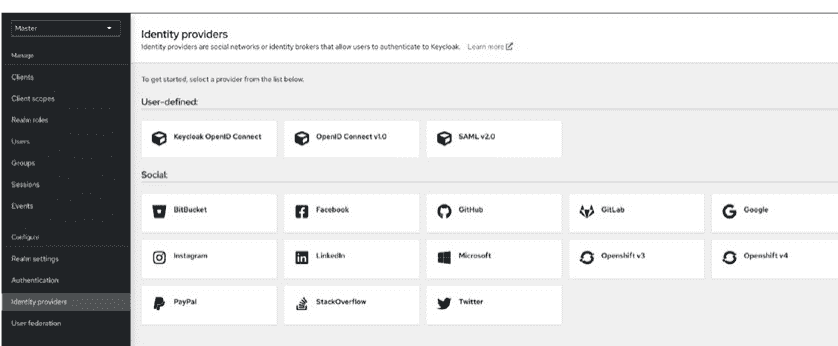 Master
Manage
Clients
Client scopes
Realm roles
Users
Groups
Sessions
Events
Configure
Realm settings
Authentication
Identity providers
User federation
Identity providers
Identity providers are social networks or identity brokers that allow users to authenticate to Keycloak. Learn more
To get started, select a provider from the list below.
User-defined:
Keycloak OpenID Connect OpenID Connect v1.0 SAML v2.0
Social:
BitBucket Facebook GitHub GitLab Google
Instagram LinkedIn Microsoft Openshift v3 Openshift v4
PayPal StackOverflow Twitter